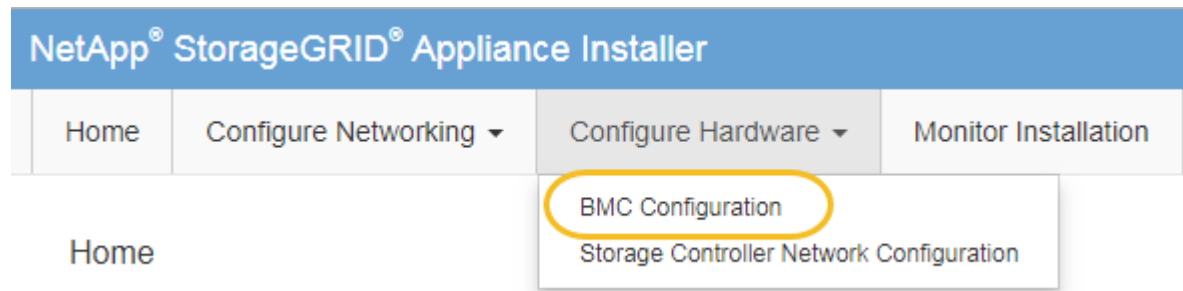 NetApp® StorageGRID® Appliance Installer
Home Configure Networking Configure Hardware Monitor Installation
BMC Configuration
Storage Controller Network Configuration
Home